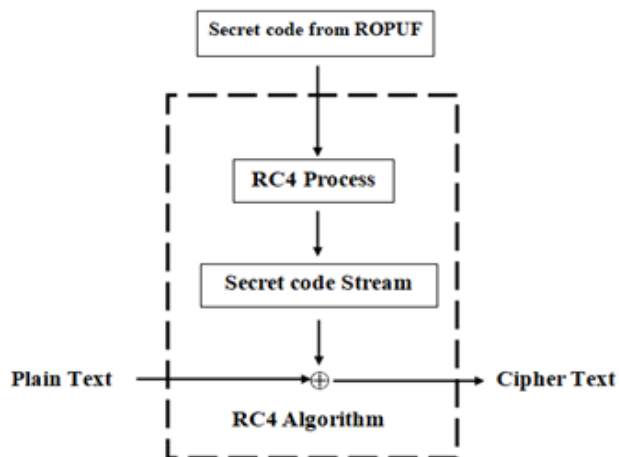 Secret code from ROPUF
RC4 Process
Secret code Stream
Plain Text
Cipher Text
RC4 Algorithm